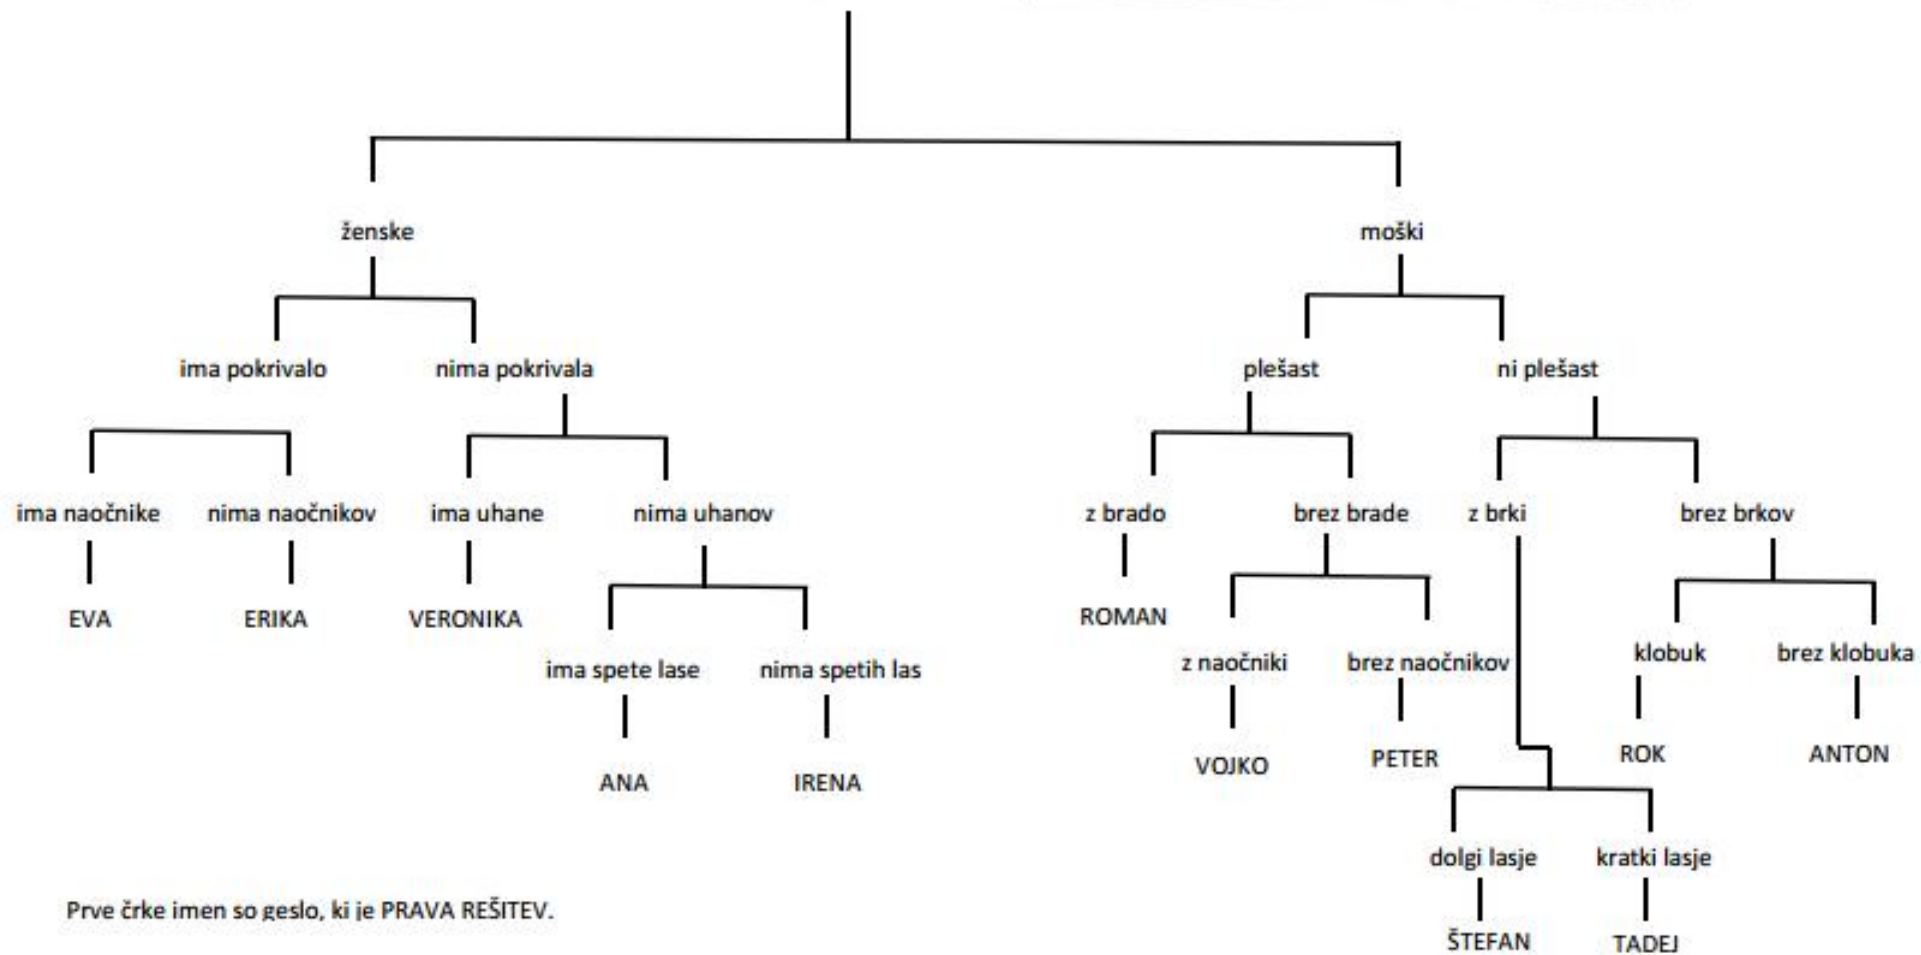 ženske moški
ima pokrivalo nima pokrivala plešast ni plešast
ima naočnike nima naočnikov ima uhane nima uhanov z brado brez brade z brki brez brkov
EVA ERIKA VERONIKA ROMAN
ima spete lase nima spetih las z naočniki brez naočnikov klobuk brez klobuka
ANA IRENA VOJKO PETER ROK ANTON
dolgi lasje kratki lasje
Prve črke imen so geslo, ki je PRAVA REŠITEV.
ŠTEFAN TADEJ